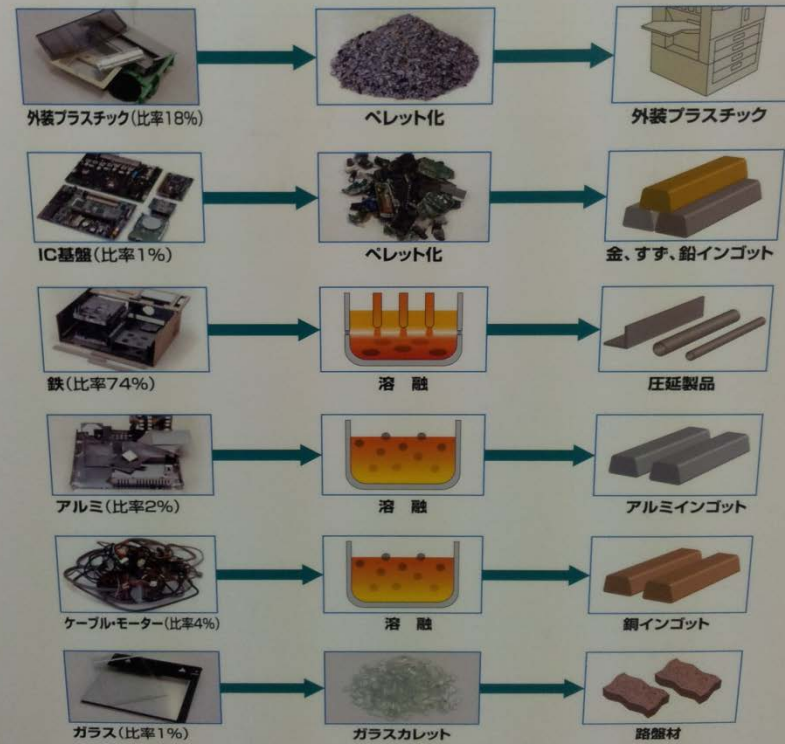 外装プラスチック(比率18%)
ペレット化
外装プラスチック
IC基盤(比率1%)
ペレット化
金、すず、鉛インゴット
鉄(比率74%)
溶 融
圧延製品
アルミ(比率2%)
溶 融
アルミインゴット
ケーブル・モーター(比率4%)
溶 融
銅インゴット
ガラス(比率1%)
ガラスカレット
路盤材